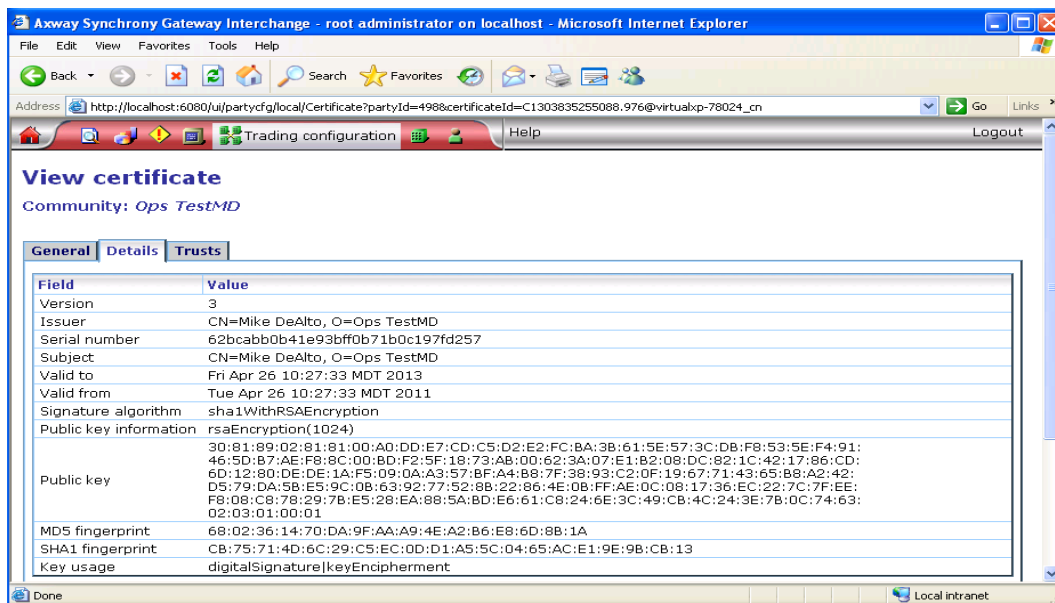 Axway Synchrony Gateway Interchange - root administrator on localhost - Microsoft Internet Explorer
File Edit View Favorites Tools Help
Back Search Favorites
Address http://localhost:6080/ui/partycfg/local/Certificate?partyId=498&certificateId=C1303835255088.976@virtualxp-78024_cn Go Links »
Trading configuration Help Logout
View certificate
Community: Ops TestMD
General Details Trusts
Field Value
Version 3
Issuer CN=Mike DeAlto, O=Ops TestMD
Serial number 62bcabb0b41e93bff0b71b0c197fd257
Subject CN=Mike DeAlto, O=Ops TestMD
Valid to Fri Apr 26 10:27:33 MDT 2013
Valid from Tue Apr 26 10:27:33 MDT 2011
Signature algorithm sha1WithRSAEncryption
Public key information rsaEncryption(1024)
Public key 30:81:89:02:81:81:00:A0:DD:E7:CD:C5:D2:E2:FC:BA:3B:61:5E:57:3C:DB:F8:53:5E:F4:91:
46:5D:B7:AE:F8:8C:00:BD:F2:5F:18:73:AB:00:62:3A:07:E1:B2:08:DC:82:1C:42:17:86:CD:
6D:12:80:DE:DE:1A:F5:09:0A:A3:57:BF:A4:B8:7F:38:93:C2:0F:19:67:71:43:65:B8:A2:42:
D5:79:DA:5B:E5:9C:0B:63:92:77:52:8B:22:86:4E:0B:FF:AE:0C:08:17:36:EC:22:7C:7F:EE:
F8:08:C8:78:29:7B:E5:28:EA:88:5A:BD:E6:61:C8:24:6E:3C:49:CB:4C:24:3E:7B:0C:74:63:
02:03:01:00:01
MD5 fingerprint 68:02:36:14:70:DA:9F:AA:A9:4E:A2:B6:E8:6D:8B:1A
SHA1 fingerprint CB:75:71:4D:6C:29:C5:EC:0D:D1:A5:5C:04:65:AC:E1:9E:9B:CB:13
Key usage digitalSignature|keyEncipherment
Done Local intranet